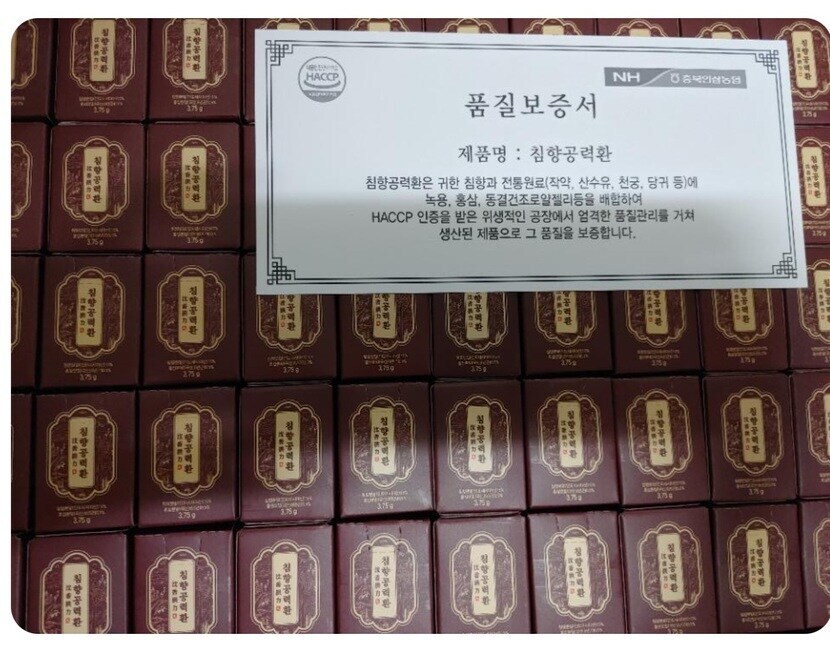 HACCP
NH 충북인삼농협
품질보증서
제품명 : 침향공력환
침향공력환은 귀한 침향과 전통원료(작약, 산수유, 천궁, 당귀 등)에
녹용, 홍삼, 동결건조로얄젤리등을 배합하여
HACCP 인증을 받은 위생적인 공장에서 엄격한 품질관리를 거쳐
생산된 제품으로 그 품질을 보증합니다.
침향공력환
3.75 g